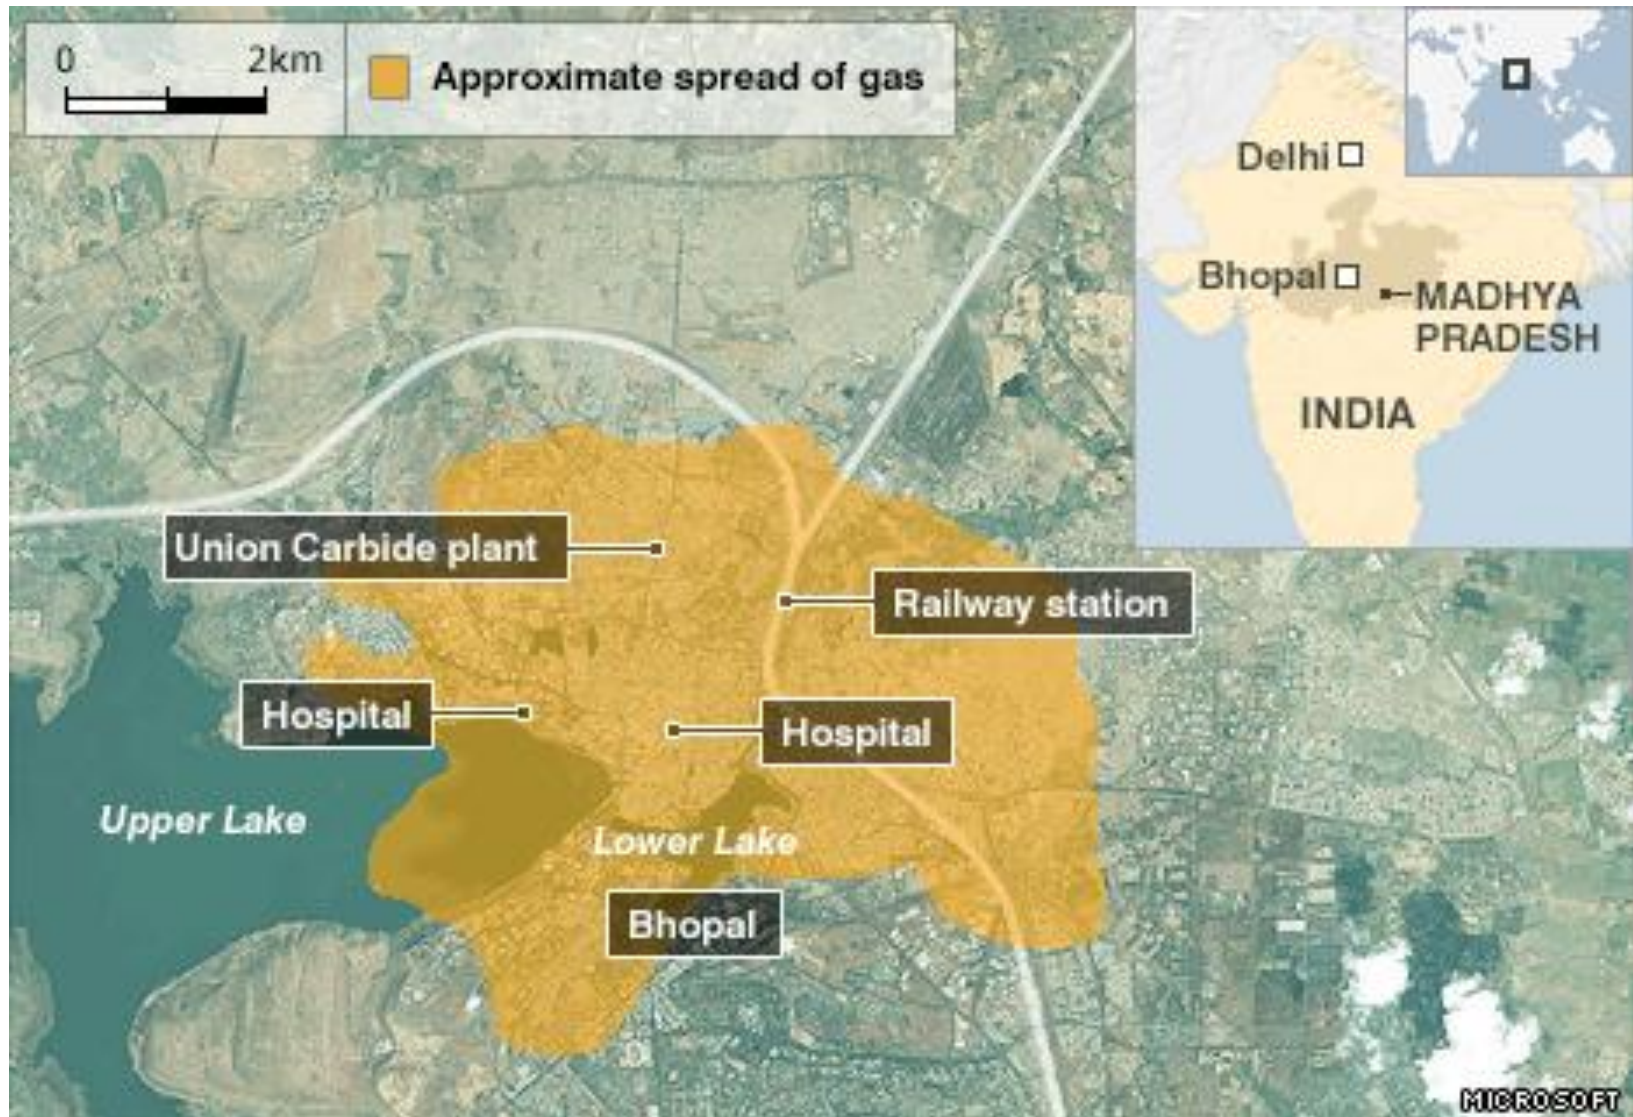 0 2km
Approximate spread of gas
Delhi
Bhopal
MADHYA
PRADESH
INDIA
Union Carbide plant
Railway station
Hospital
Hospital
Upper Lake
Lower Lake
Bhopal
MICROSOFT